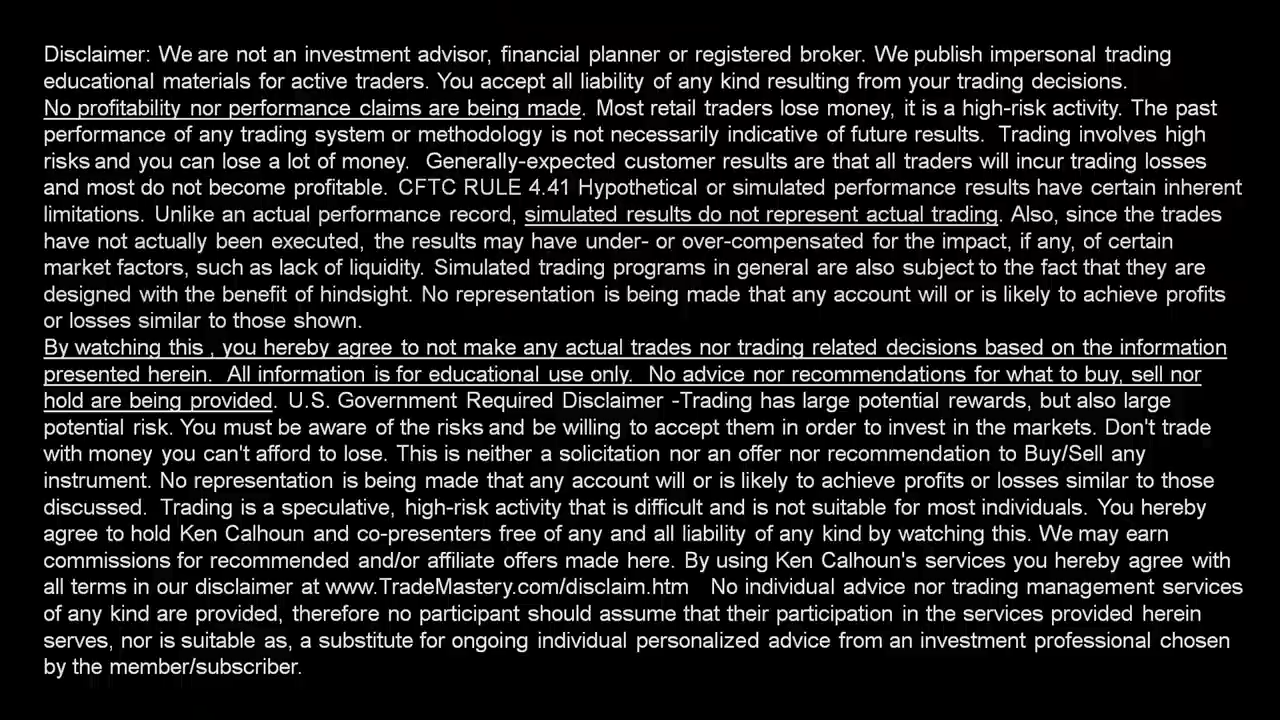 Disclaimer: We are not an investment advisor, financial planner or registered broker. We publish impersonal trading
educational materials for active traders. You accept all liability of any kind resulting from your trading decisions.
No profitability nor performance claims are being made. Most retail traders lose money, it is a high-risk activity. The past
performance of any trading system or methodology is not necessarily indicative of future results.  Trading involves high
risks and you can lose a lot of money.  Generally-expected customer results are that all traders will incur trading losses
and most do not become profitable. CFTC RULE 4.41 Hypothetical or simulated performance results have certain inherent
limitations. Unlike an actual performance record, simulated results do not represent actual trading. Also, since the trades
have not actually been executed, the results may have under- or over-compensated for the impact, if any, of certain
market factors, such as lack of liquidity. Simulated trading programs in general are also subject to the fact that they are
designed with the benefit of hindsight. No representation is being made that any account will or is likely to achieve profits
or losses similar to those shown.
By watching this , you hereby agree to not make any actual trades nor trading related decisions based on the information
presented herein.  All information is for educational use only.  No advice nor recommendations for what to buy, sell nor
hold are being provided. U.S. Government Required Disclaimer -Trading has large potential rewards, but also large
potential risk. You must be aware of the risks and be willing to accept them in order to invest in the markets. Don't trade
with money you can't afford to lose. This is neither a solicitation nor an offer nor recommendation to Buy/Sell any
instrument. No representation is being made that any account will or is likely to achieve profits or losses similar to those
discussed.  Trading is a speculative, high-risk activity that is difficult and is not suitable for most individuals. You hereby
agree to hold Ken Calhoun and co-presenters free of any and all liability of any kind by watching this. We may earn
commissions for recommended and/or affiliate offers made here. By using Ken Calhoun's services you hereby agree with
all terms in our disclaimer at www.TradeMastery.com/disclaim.htm   No individual advice nor trading management services
of any kind are provided, therefore no participant should assume that their participation in the services provided herein
serves, nor is suitable as, a substitute for ongoing individual personalized advice from an investment professional chosen
by the member/subscriber.